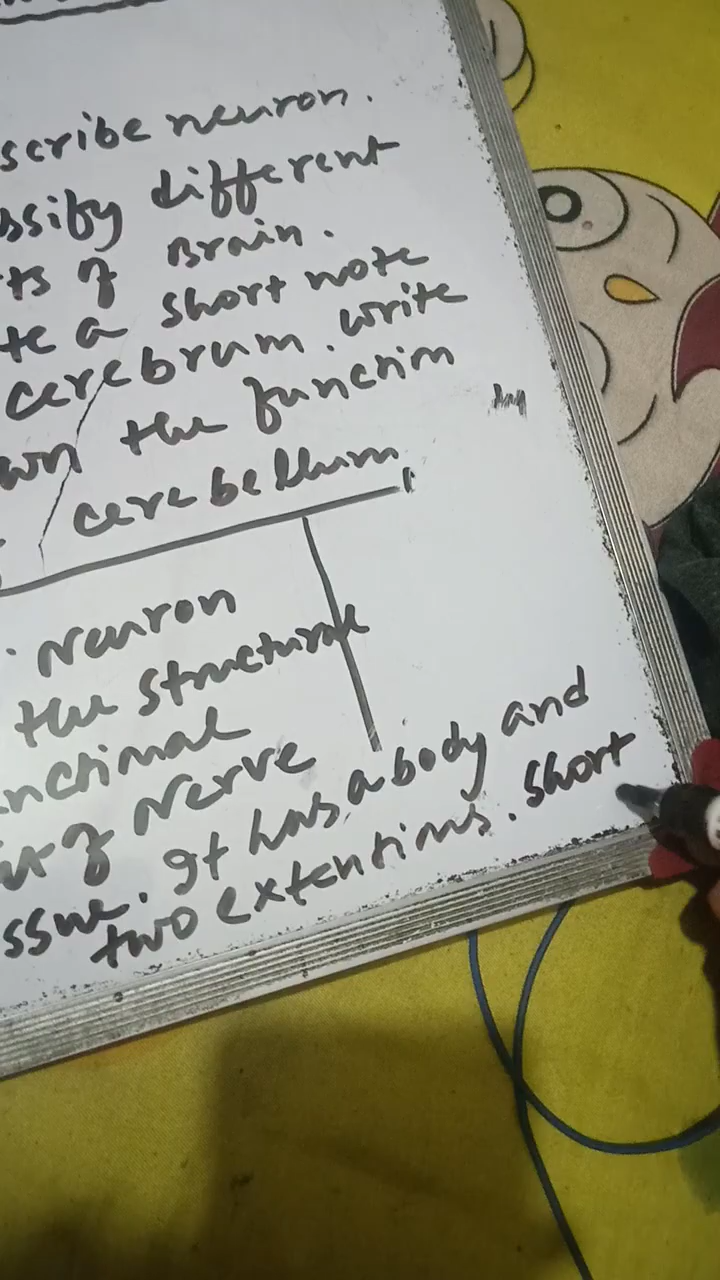 scribe neuron.
ssify different
ts of Brain.
te a short note
cerebrum. write
wn the function
cerebellum.
. Neuron
the structural
nctional
of Nerve
ssue. It has a body and
two extentions. short